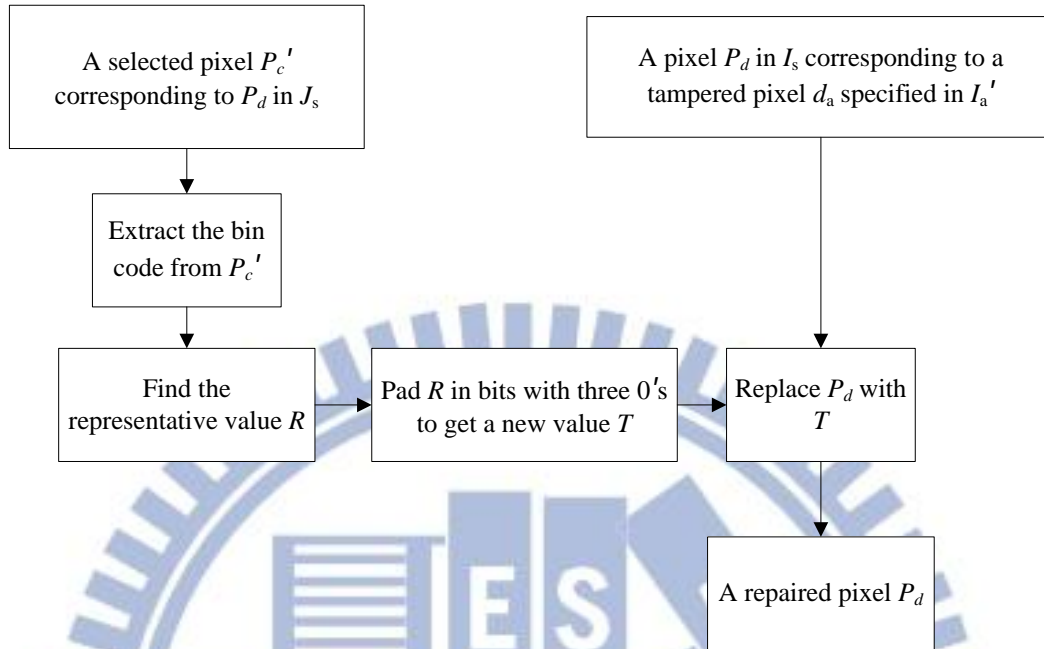 A selected pixel Pc′
corresponding to Pd in Js
A pixel Pd in Is corresponding to a
tampered pixel da specified in Ia′
Extract the bin
code from Pc′
Find the
representative value R
Pad R in bits with three 0′s
to get a new value T
Replace Pd with
T
A repaired pixel Pd
ES